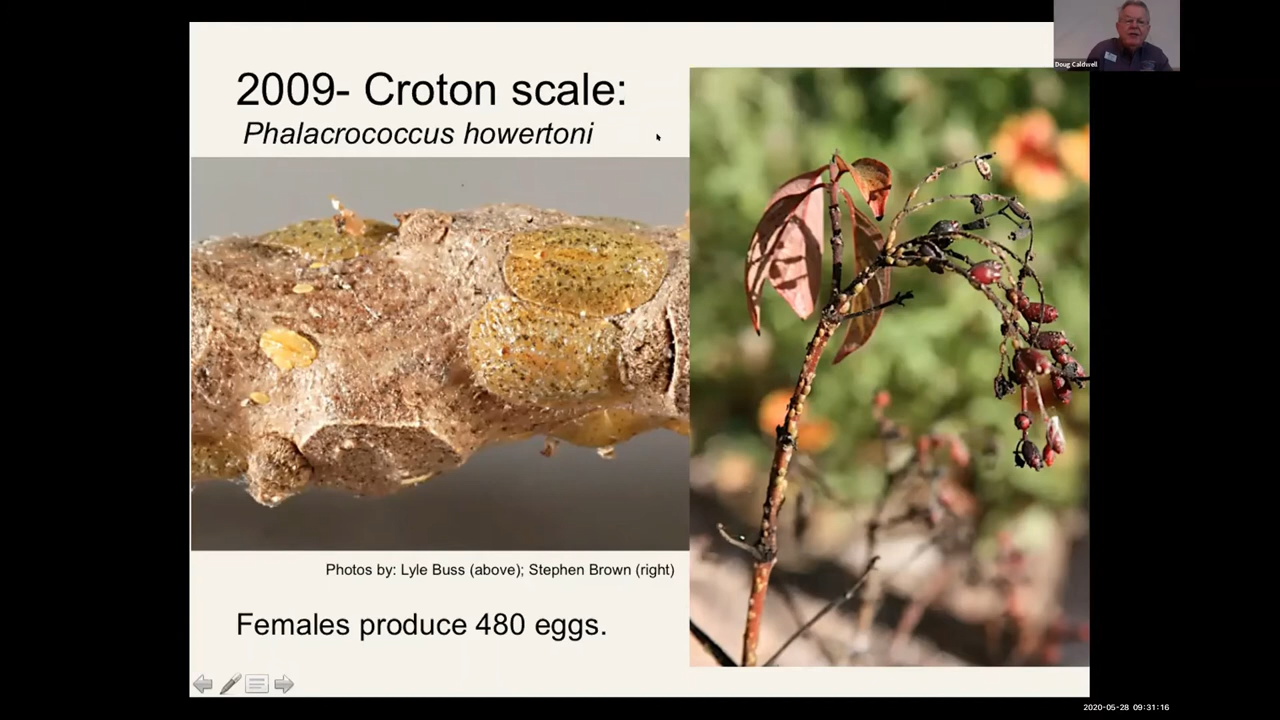 Doug Caldwell
2009- Croton scale:
Phalacrococcus howertoni
Photos by: Lyle Buss (above); Stephen Brown (right)
Females produce 480 eggs.
2020-05-28 09:31:16